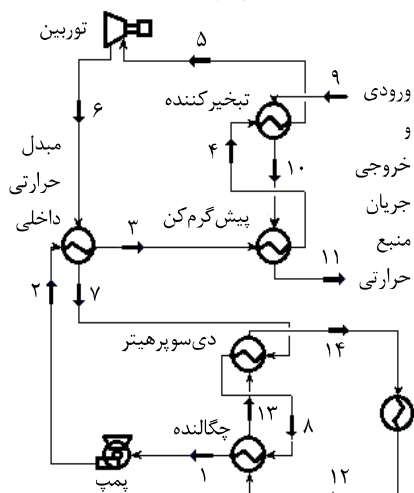 توربین
۵
۹
ورودی
و
خروجی
جریان
منبع
حرارتی
تبخیرکننده
۶
۴
۱۰
مبدل
حرارتی
داخلی
۳
پیش‌گرم‌کن
۱۱
۲
۷
دی‌سوپرهیتر
۱۴
۱۳
۸
چگالنده
۱
پمپ
۱۲